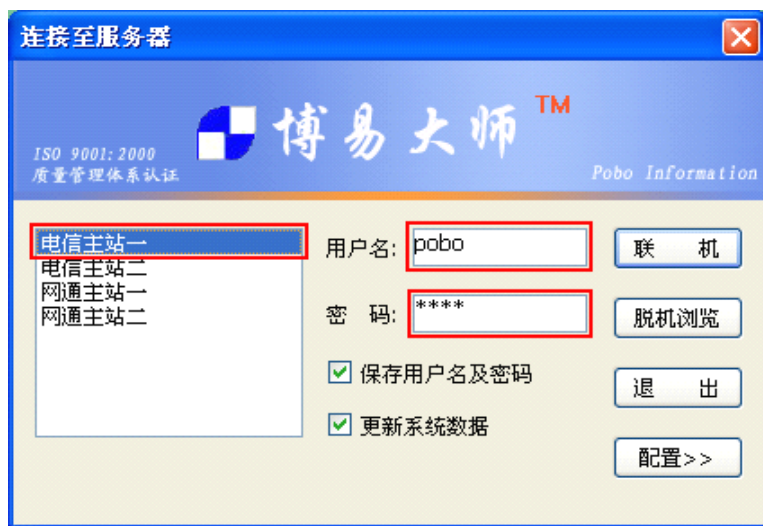 连接至服务器
博易大师 TM
ISO 9001:2000
质量管理体系认证
Pobo Information
电信主站一
电信主站二
网通主站一
网通主站二
用户名: pobo
密 码: ****
保存用户名及密码
更新系统数据
联 机
脱机浏览
退 出
配置>>